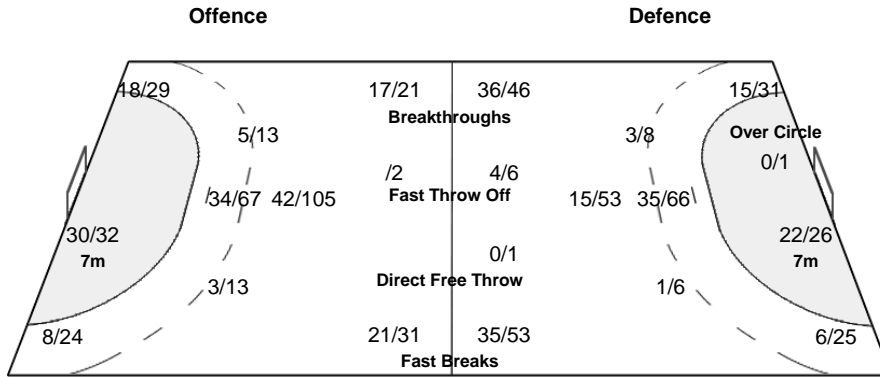 Offence Defence
18/29 17/21 36/46 15/31
Breakthroughs
5/13 3/8 Over Circle
/2 4/6 0/1
34/67 42/105 Fast Throw Off 15/53 35/66
30/32 22/26
7m 0/1 7m
3/13 Direct Free Throw 1/6
8/24 21/31 35/53 6/25
Fast Breaks